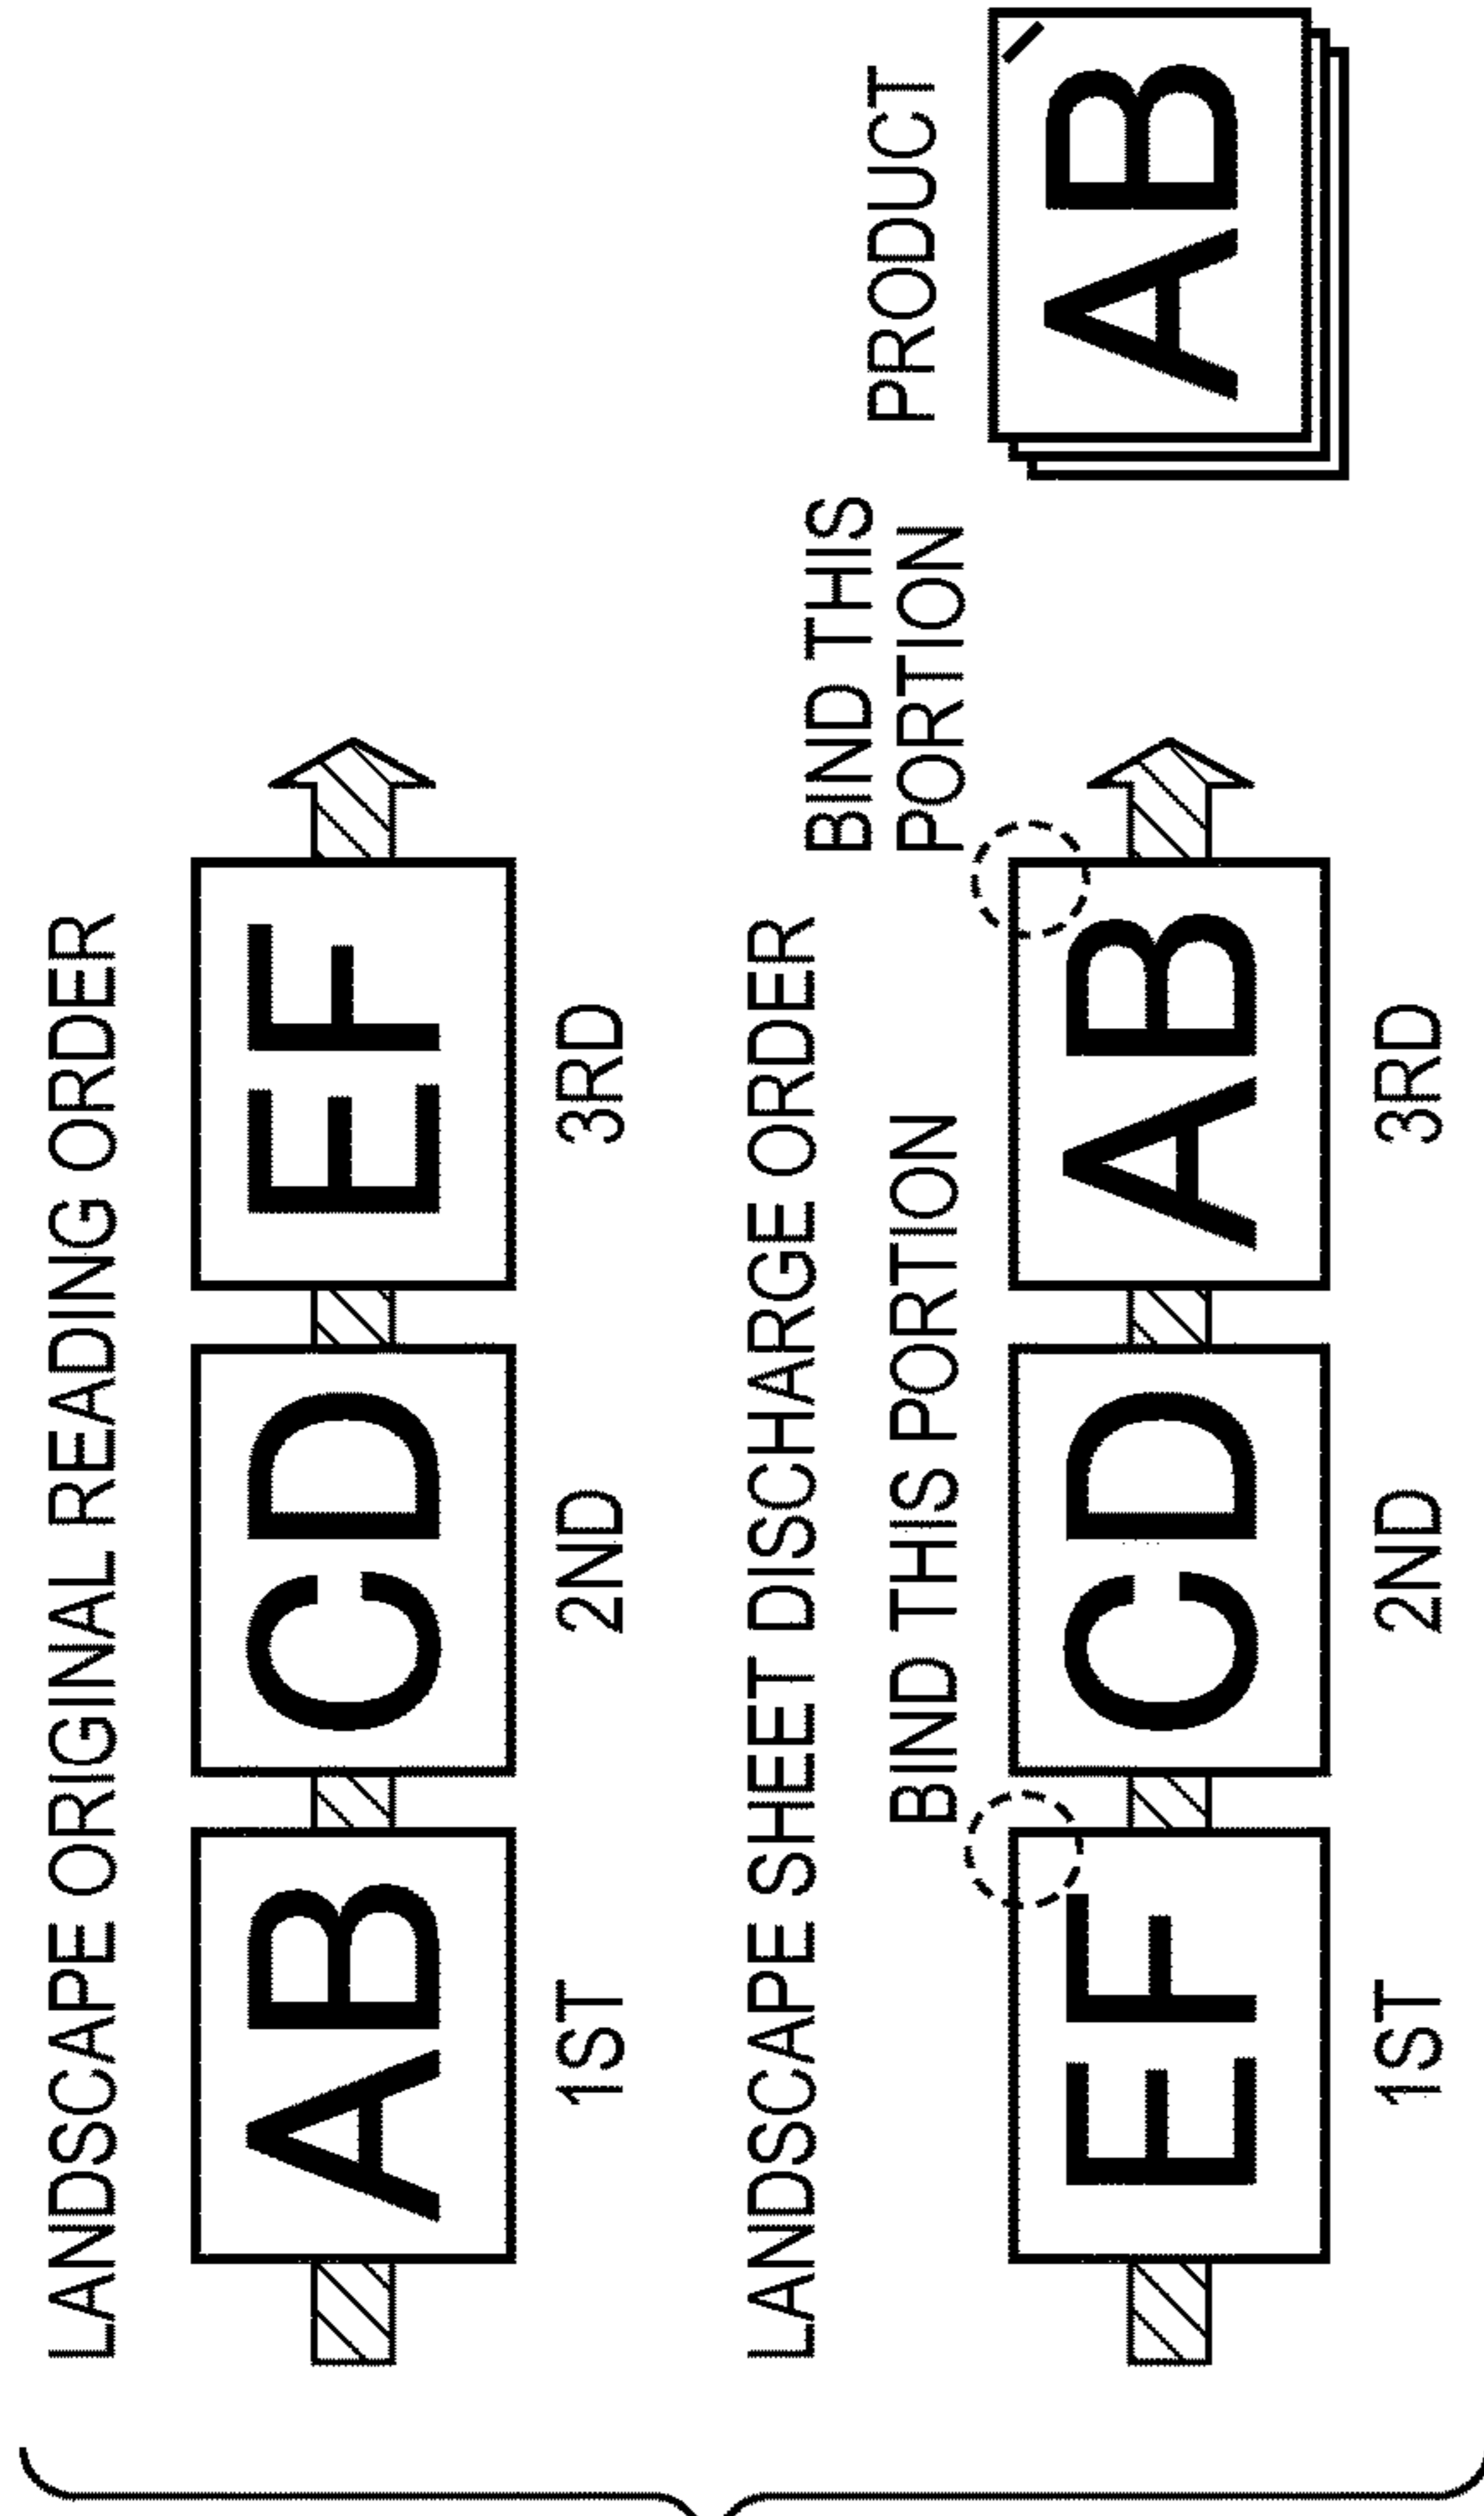 LANDSCAPE ORIGINAL READING ORDER
AB
CD
EF
1ST
2ND
3RD
LANDSCAPE SHEET DISCHARGE ORDER
BIND THIS PORTION
BIND THIS
PORTION
EF
CD
AB
1ST
2ND
3RD
PRODUCT
AB